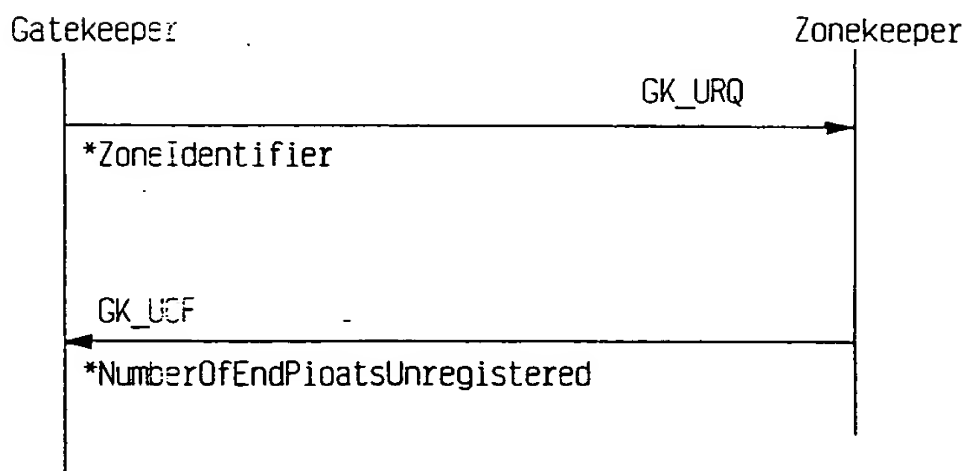 Gatekeeper
Zonekeeper
GK_URQ
*ZoneIdentifier
GK_UCF
*NumberOfEndPioatsUnregistered